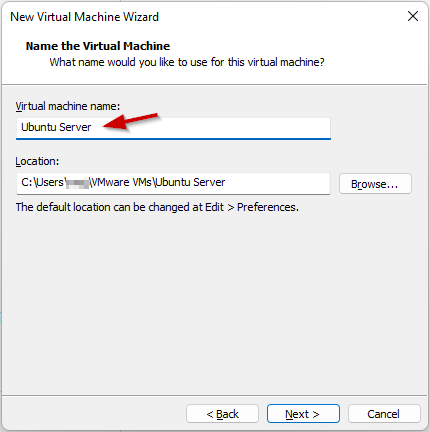 New Virtual Machine Wizard
Name the Virtual Machine
What name would you like to use for this virtual machine?
Virtual machine name:
Ubuntu Server
Location:
C:\Users\ \VMware VMs\Ubuntu Server
Browse...
The default location can be changed at Edit > Preferences.
< Back
Next >
Cancel